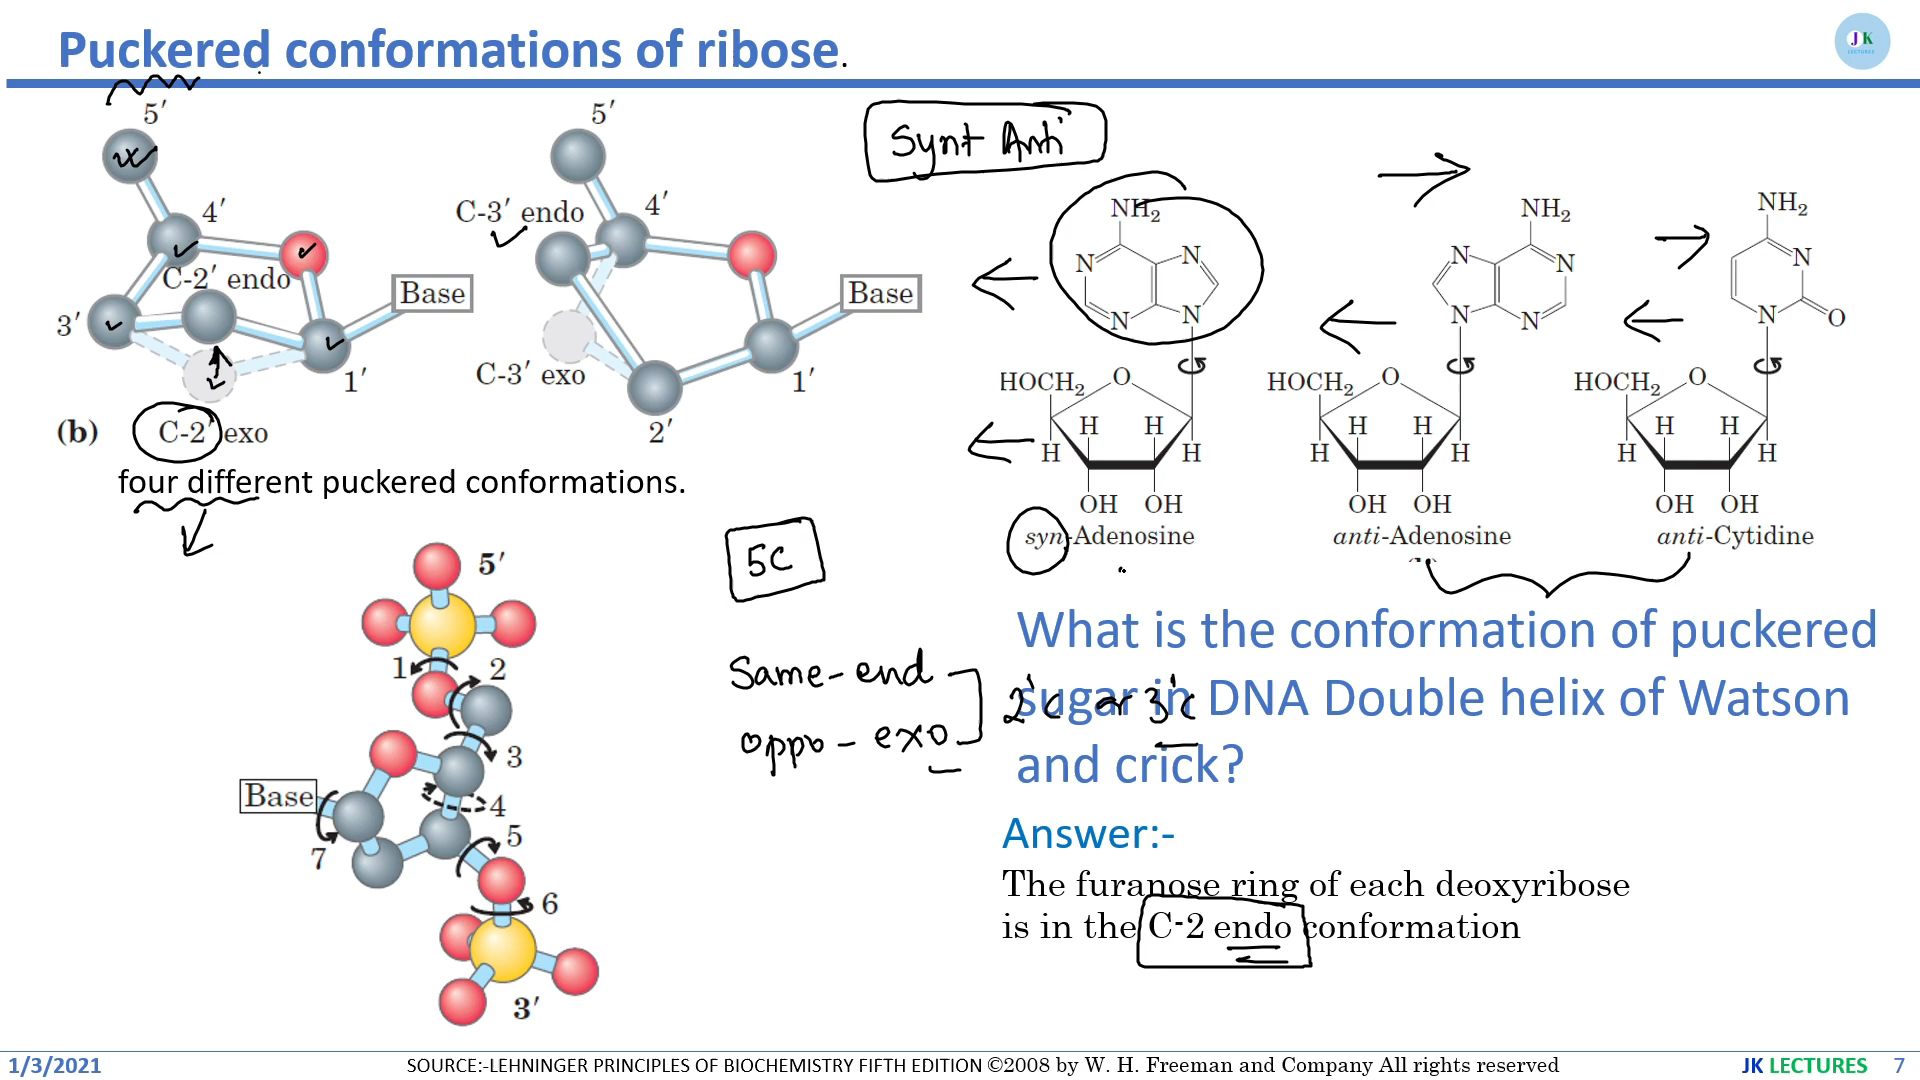 Puckered conformations of ribose.
JK
LECTURES
5′
4′
C-2′ endo
3′
Base
1′
(b)
C-2′ exo
5′
C-3′ endo
4′
Base
C-3′ exo
1′
2′
four different puckered conformations.
Syn + Anti
NH2
N
N
N
N
HOCH2
O
H
H
H
H
OH
OH
syn-Adenosine
NH2
N
N
N
N
HOCH2
O
H
H
H
H
OH
OH
anti-Adenosine
NH2
N
N
O
HOCH2
O
H
H
H
H
OH
OH
anti-Cytidine
5′
1
2
3
4
Base
5
7
6
3′
5C
Same - end
oppo - exo
2'c or 3'c
What is the conformation of puckered
sugar in DNA Double helix of Watson
and crick?
Answer:-
The furanose ring of each deoxyribose
is in the C-2 endo conformation
1/3/2021
SOURCE:-LEHNINGER PRINCIPLES OF BIOCHEMISTRY FIFTH EDITION ©2008 by W. H. Freeman and Company All rights reserved
JK LECTURES
7